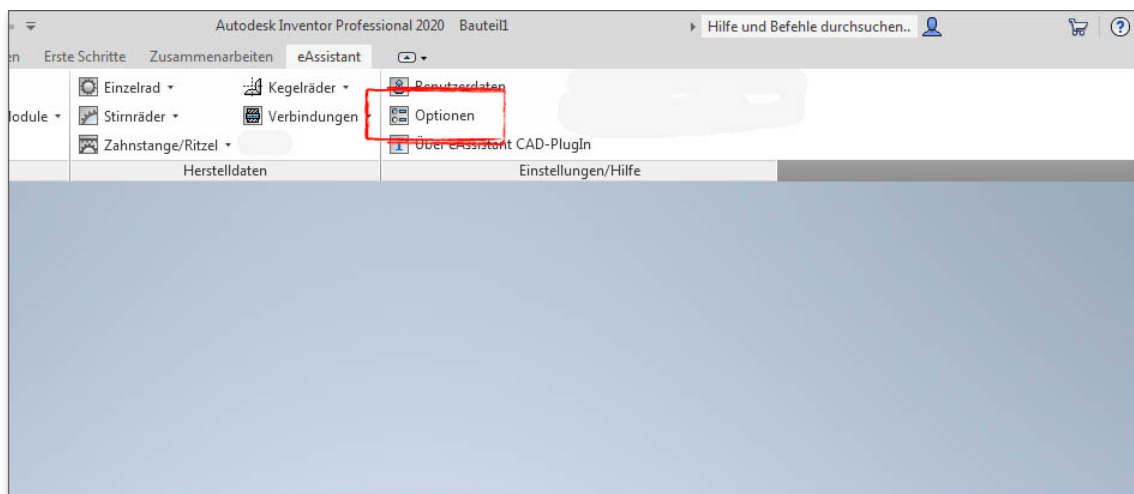 Autodesk Inventor Professional 2020 Bauteil1 Hilfe und Befehle durchsuchen..
Erste Schritte Zusammenarbeiten eAssistant
Einzelrad Kegelräder Benutzerdaten
Stirnräder Verbindungen Optionen
Zahnstange/Ritzel Über eAssistant CAD-PlugIn
Herstelldaten Einstellungen/Hilfe